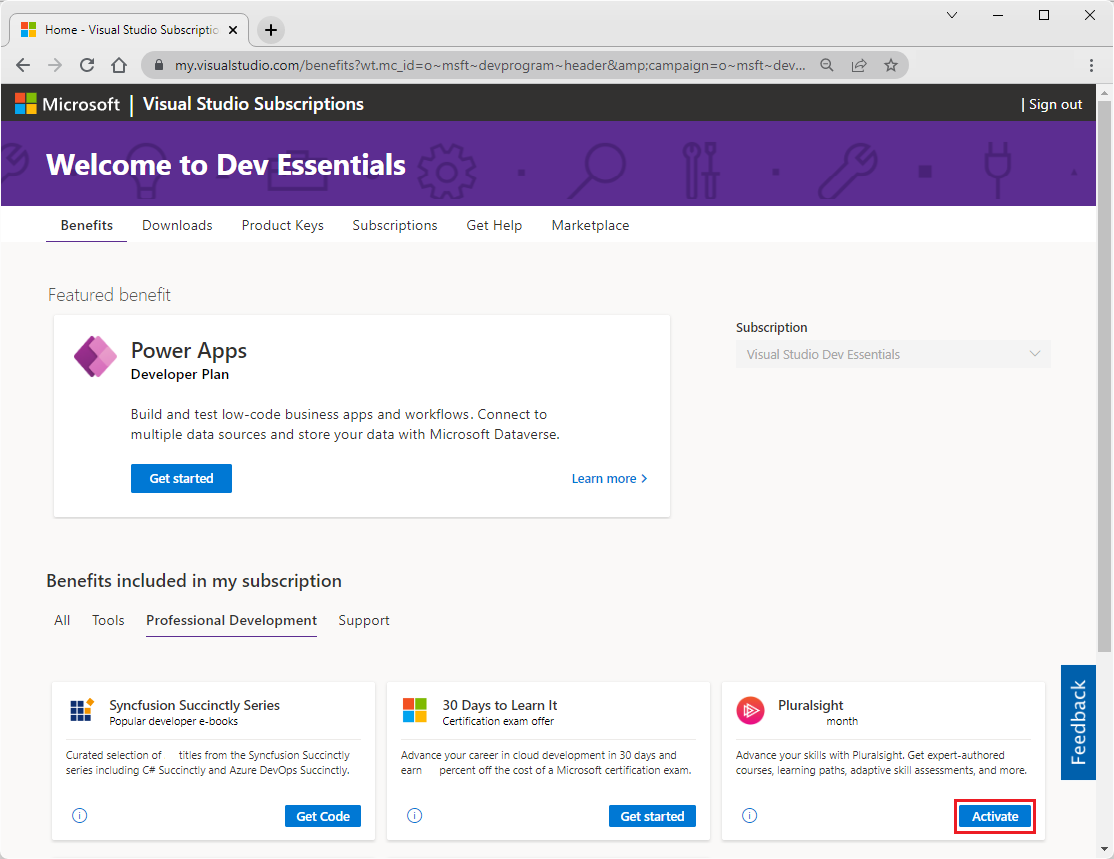 Home - Visual Studio Subscriptio
my.visualstudio.com/benefits?wt.mc_id=o~msft~devprogram~header&amp;campaign=o~msft~dev...
Microsoft | Visual Studio Subscriptions
| Sign out
Welcome to Dev Essentials
Benefits Downloads Product Keys Subscriptions Get Help Marketplace
Featured benefit
Power Apps
Developer Plan
Build and test low-code business apps and workflows. Connect to
multiple data sources and store your data with Microsoft Dataverse.
Get started
Learn more >
Subscription
Visual Studio Dev Essentials
Benefits included in my subscription
All Tools Professional Development Support
Syncfusion Succinctly Series
Popular developer e-books
Curated selection of titles from the Syncfusion Succinctly
series including C# Succinctly and Azure DevOps Succinctly.
Get Code
30 Days to Learn It
Certification exam offer
Advance your career in cloud development in 30 days and
earn percent off the cost of a Microsoft certification exam.
Get started
Pluralsight
month
Advance your skills with Pluralsight. Get expert-authored
courses, learning paths, adaptive skill assessments, and more.
Activate
Feedback